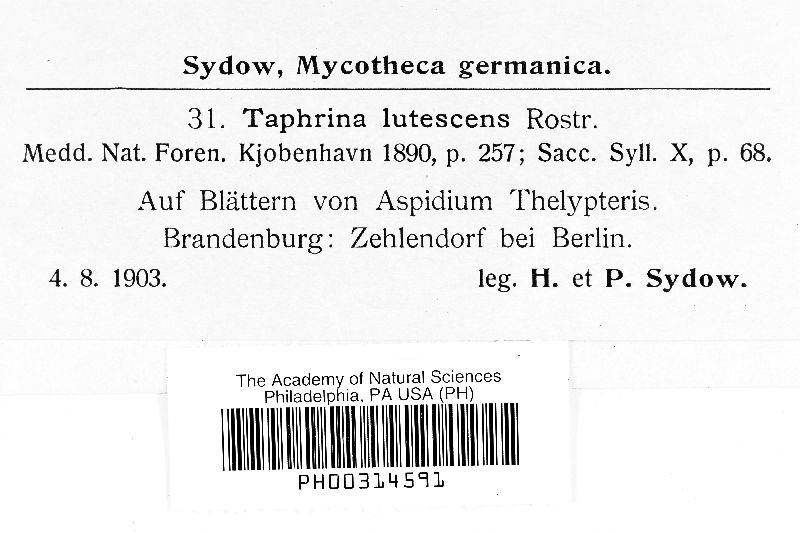 Sydow, Mycotheca germanica.
31. Taphrina lutescens Rostr.
Medd. Nat. Foren. Kjobenhavn 1890, p. 257; Sacc. Syll. X, p. 68.
Auf Blättern von Aspidium Thelypteris.
Brandenburg: Zehlendorf bei Berlin.
4. 8. 1903. leg. H. et P. Sydow.
The Academy of Natural Sciences
Philadelphia, PA USA (PH)
PH00314591